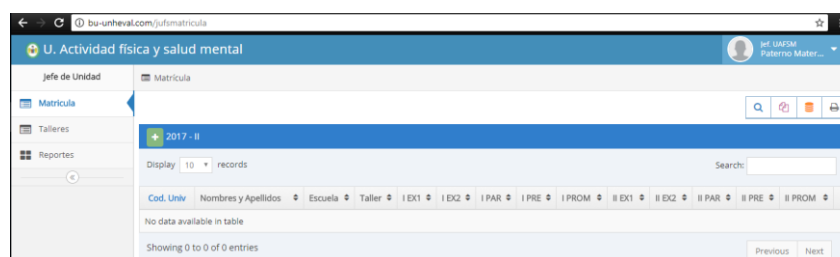 bu-unheval.com/jufsmatricula
U. Actividad física y salud mental
Jef. UAFSM
Paterno Mater...
Jefe de Unidad
Matrícula
Matrícula
Talleres
Reportes
2017 - II
Display 10 records
Search:
Cod. Univ Nombres y Apellidos Escuela Taller I EX1 I EX2 I PAR I PRE I PROM II EX1 II EX2 II PAR II PRE II PROM
No data available in table
Showing 0 to 0 of 0 entries
Previous Next